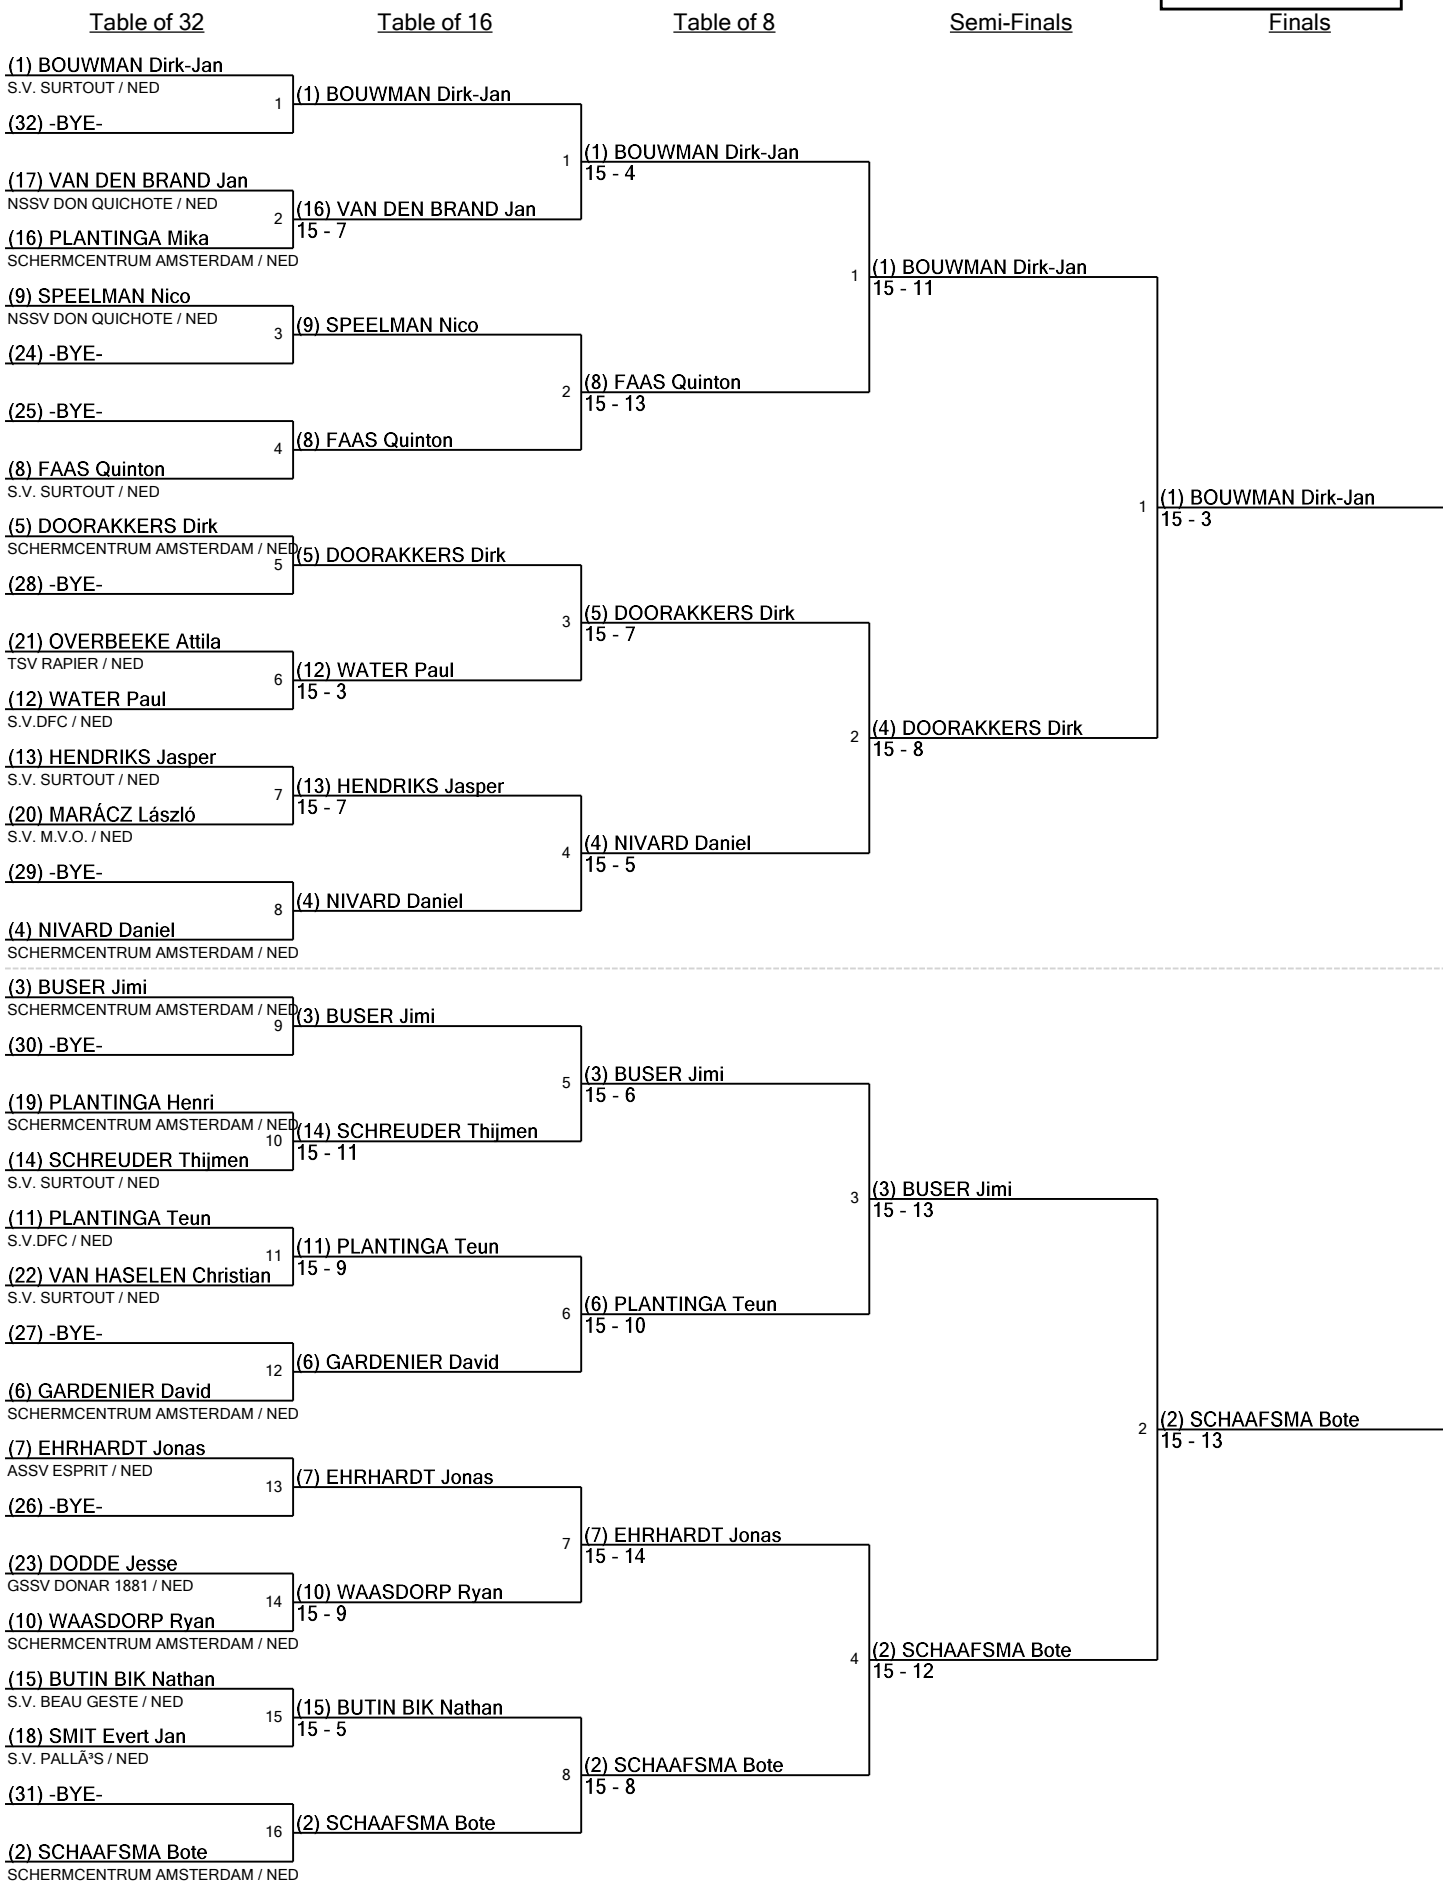 Table of 32
Table of 16
Table of 8
Semi-Finals
Finals
(1) BOUWMAN Dirk-Jan
S.V. SURTOUT / NED
1
(32) -BYE-
(17) VAN DEN BRAND Jan
NSSV DON QUICHOTE / NED
2
(16) PLANTINGA Mika
SCHERMCENTRUM AMSTERDAM / NED
(9) SPEELMAN Nico
NSSV DON QUICHOTE / NED
3
(24) -BYE-
(25) -BYE-
4
(8) FAAS Quinton
S.V. SURTOUT / NED
(5) DOORAKKERS Dirk
SCHERMCENTRUM AMSTERDAM / NED
5
(28) -BYE-
(21) OVERBEEKE Attila
TSV RAPIER / NED
6
(12) WATER Paul
S.V.DFC / NED
(13) HENDRIKS Jasper
S.V. SURTOUT / NED
7
(20) MARÁCZ László
S.V. M.V.O. / NED
(29) -BYE-
8
(4) NIVARD Daniel
SCHERMCENTRUM AMSTERDAM / NED
(3) BUSER Jimi
SCHERMCENTRUM AMSTERDAM / NED
9
(30) -BYE-
(19) PLANTINGA Henri
SCHERMCENTRUM AMSTERDAM / NED
10
(14) SCHREUDER Thijmen
S.V. SURTOUT / NED
(11) PLANTINGA Teun
S.V.DFC / NED
11
(22) VAN HASELEN Christian
S.V. SURTOUT / NED
(27) -BYE-
12
(6) GARDENIER David
SCHERMCENTRUM AMSTERDAM / NED
(7) EHRHARDT Jonas
ASSV ESPRIT / NED
13
(26) -BYE-
(23) DODDE Jesse
GSSV DONAR 1881 / NED
14
(10) WAASDORP Ryan
SCHERMCENTRUM AMSTERDAM / NED
(15) BUTIN BIK Nathan
S.V. BEAU GESTE / NED
15
(18) SMIT Evert Jan
S.V. PALLÃ³S / NED
(31) -BYE-
16
(2) SCHAAFSMA Bote
SCHERMCENTRUM AMSTERDAM / NED
(1) BOUWMAN Dirk-Jan
1
(16) VAN DEN BRAND Jan
15 - 7
(9) SPEELMAN Nico
2
(8) FAAS Quinton
(5) DOORAKKERS Dirk
3
(12) WATER Paul
15 - 3
(13) HENDRIKS Jasper
15 - 7
4
(4) NIVARD Daniel
(3) BUSER Jimi
5
(14) SCHREUDER Thijmen
15 - 11
(11) PLANTINGA Teun
15 - 9
6
(6) GARDENIER David
(7) EHRHARDT Jonas
7
(10) WAASDORP Ryan
15 - 9
(15) BUTIN BIK Nathan
15 - 5
8
(2) SCHAAFSMA Bote
(1) BOUWMAN Dirk-Jan
15 - 4
1
(8) FAAS Quinton
15 - 13
(5) DOORAKKERS Dirk
15 - 7
2
(4) NIVARD Daniel
15 - 5
(3) BUSER Jimi
15 - 6
3
(6) PLANTINGA Teun
15 - 10
(7) EHRHARDT Jonas
15 - 14
4
(2) SCHAAFSMA Bote
15 - 8
(1) BOUWMAN Dirk-Jan
15 - 11
1
(4) DOORAKKERS Dirk
15 - 8
(3) BUSER Jimi
15 - 13
2
(2) SCHAAFSMA Bote
15 - 12
(1) BOUWMAN Dirk-Jan
15 - 3
(2) SCHAAFSMA Bote
15 - 13